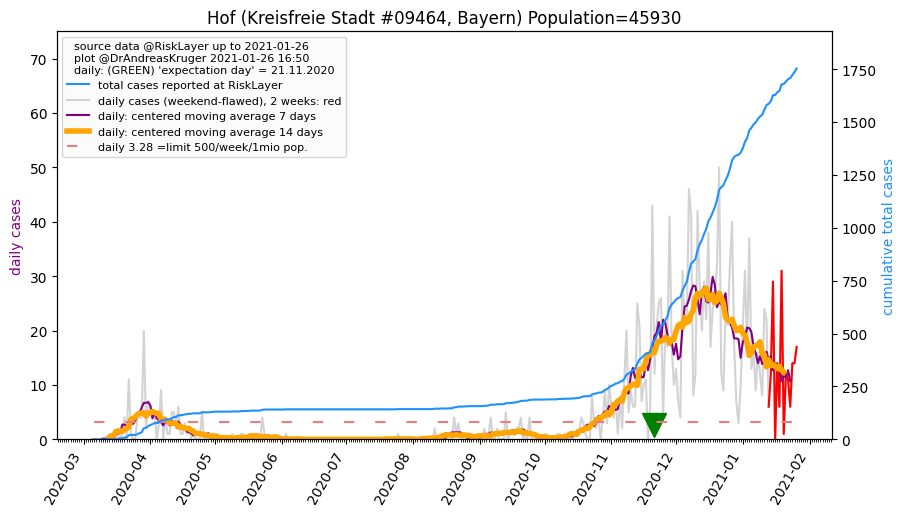 Hof (Kreisfreie Stadt #09464, Bayern) Population=45930
source data @RiskLayer up to 2021-01-26
plot @DrAndreasKruger 2021-01-26 16:50
daily: (GREEN) 'expectation day' = 21.11.2020
total cases reported at RiskLayer
daily cases (weekend-flawed), 2 weeks: red
daily: centered moving average 7 days
daily: centered moving average 14 days
daily 3.28 =limit 500/week/1mio pop.
daily cases
70
60
50
40
30
20
10
0
cumulative total cases
1750
1500
1250
1000
750
500
250
0
2020-03
2020-04
2020-05
2020-06
2020-07
2020-08
2020-09
2020-10
2020-11
2020-12
2021-01
2021-02